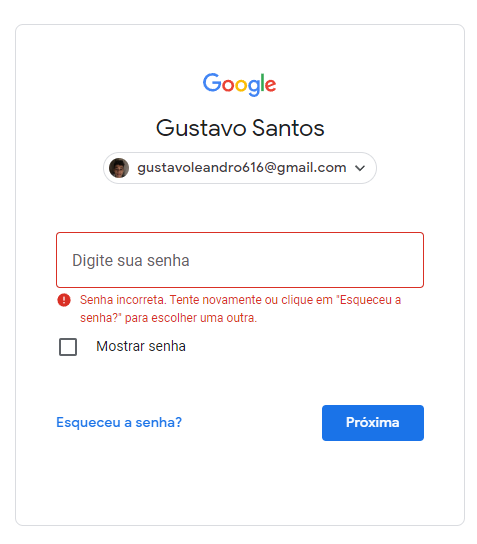 Google
Gustavo Santos
gustavoleandro616@gmail.com
Digite sua senha
Senha incorreta. Tente novamente ou clique em "Esqueceu a
senha?" para escolher uma outra.
Mostrar senha
Esqueceu a senha?
Próxima